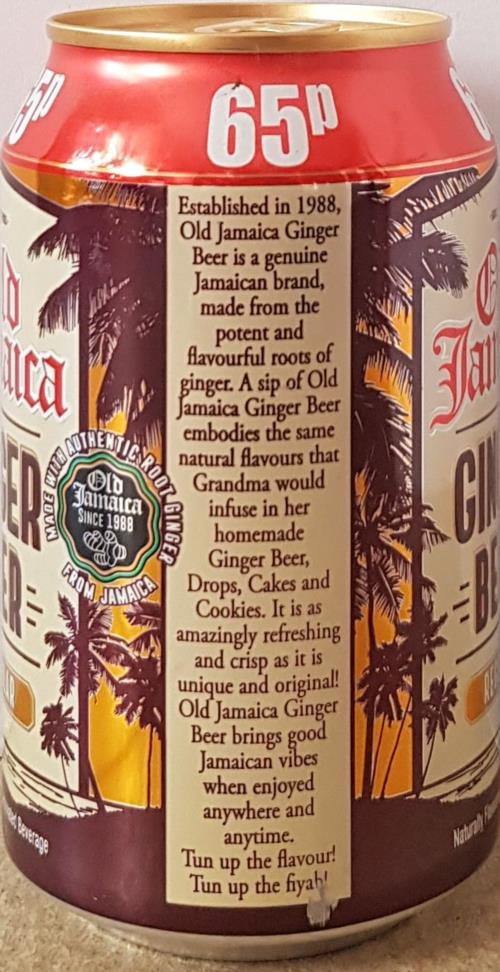 65p
Established in 1988,
Old Jamaica Ginger
Beer is a genuine
Jamaican brand,
made from the
potent and
flavourful roots of
ginger. A sip of Old
Jamaica Ginger Beer
embodies the same
natural flavours that
Grandma would
infuse in her
homemade
Ginger Beer,
Drops, Cakes and
Cookies. It is as
amazingly refreshing
and crisp as it is
unique and original!
Old Jamaica Ginger
Beer brings good
Jamaican vibes
when enjoyed
anywhere and
anytime.
Tun up the flavour!
Tun up the fiyah!
MADE WITH AUTHENTIC ROOT GINGER
Old
Jamaica
SINCE 1988
FROM JAMAICA
Beverage
Naturally